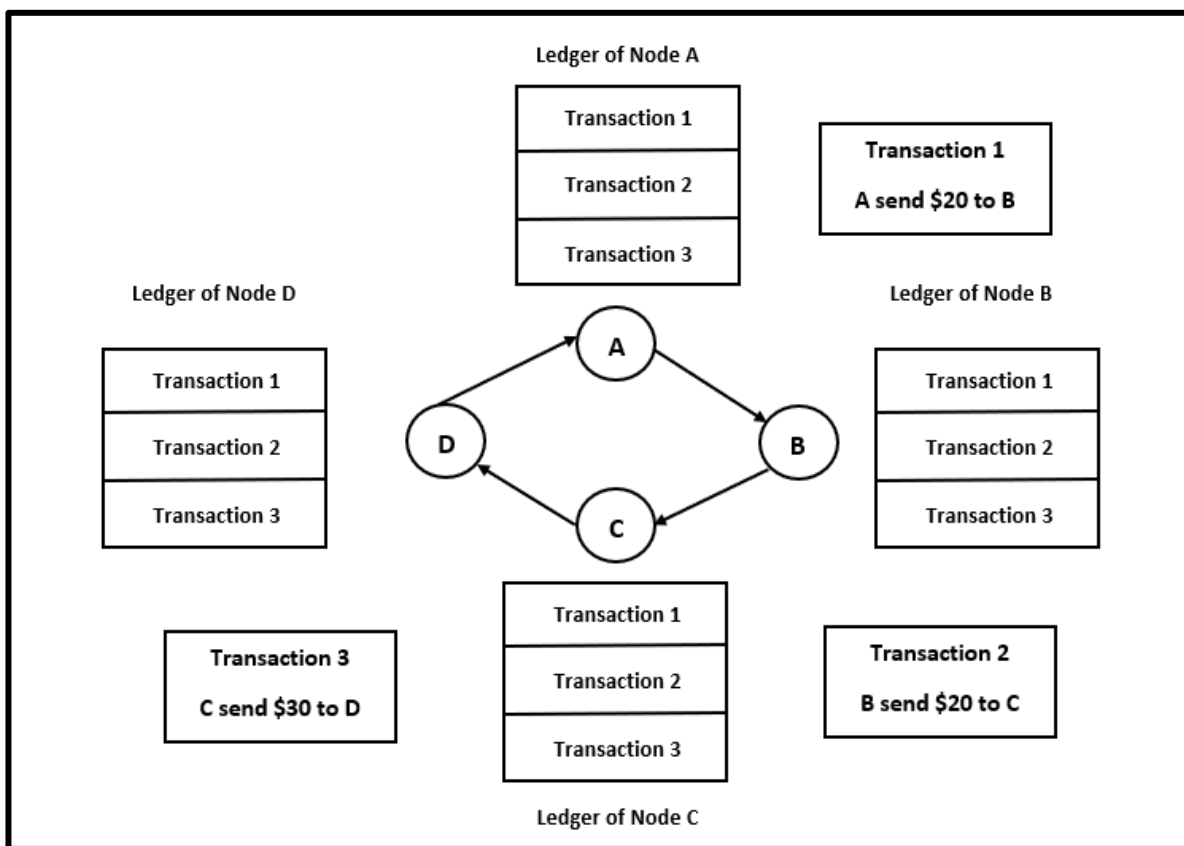 Ledger of Node A
Transaction 1
Transaction 2
Transaction 3
Transaction 1
A send $20 to B
Ledger of Node D
Transaction 1
Transaction 2
Transaction 3
A
B
C
D
Ledger of Node B
Transaction 1
Transaction 2
Transaction 3
Transaction 3
C send $30 to D
Transaction 1
Transaction 2
Transaction 3
Ledger of Node C
Transaction 2
B send $20 to C